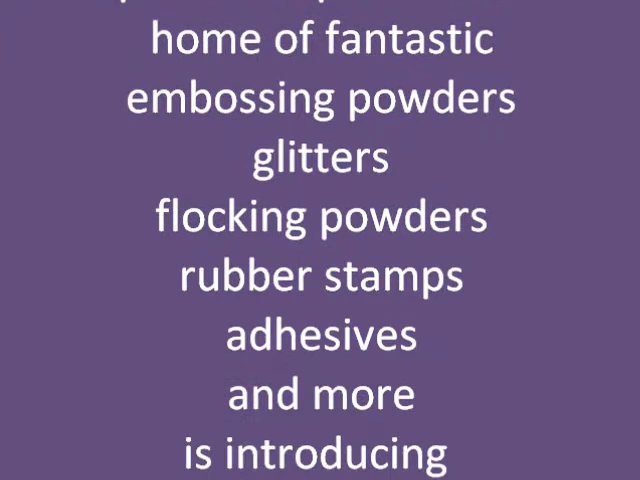 home of fantastic
embossing powders
glitters
flocking powders
rubber stamps
adhesives
and more
is introducing